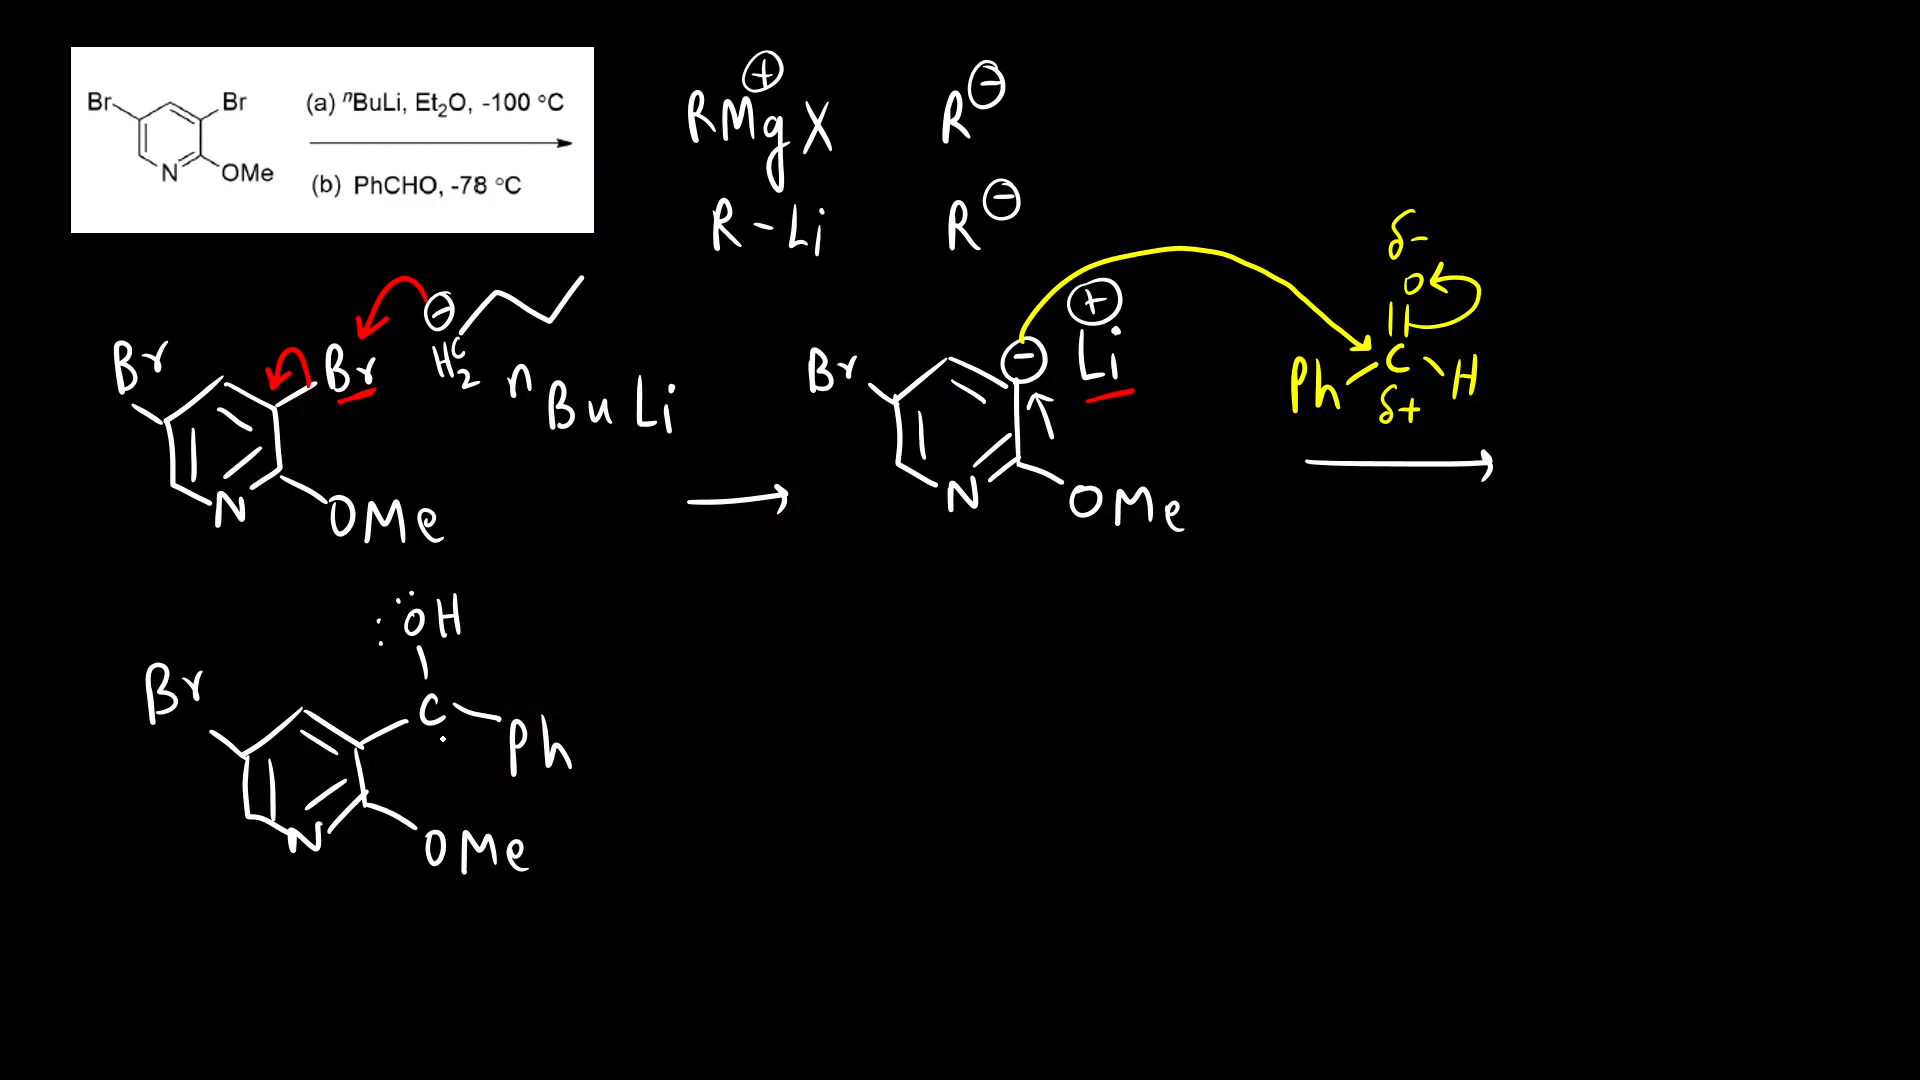 Br Br (a) ⁿBuLi, Et₂O, -100 °C
N OMe (b) PhCHO, -78 °C
RMgX ⊕ R ⊖
R-Li R ⊖
Br Br ⊖ H₂C ⁿBuLi
N OMe
Br ⊖ Li ⊕
N OMe
δ-
O
Ph C H
δ+
:ÖH
Br C Ph
N OMe